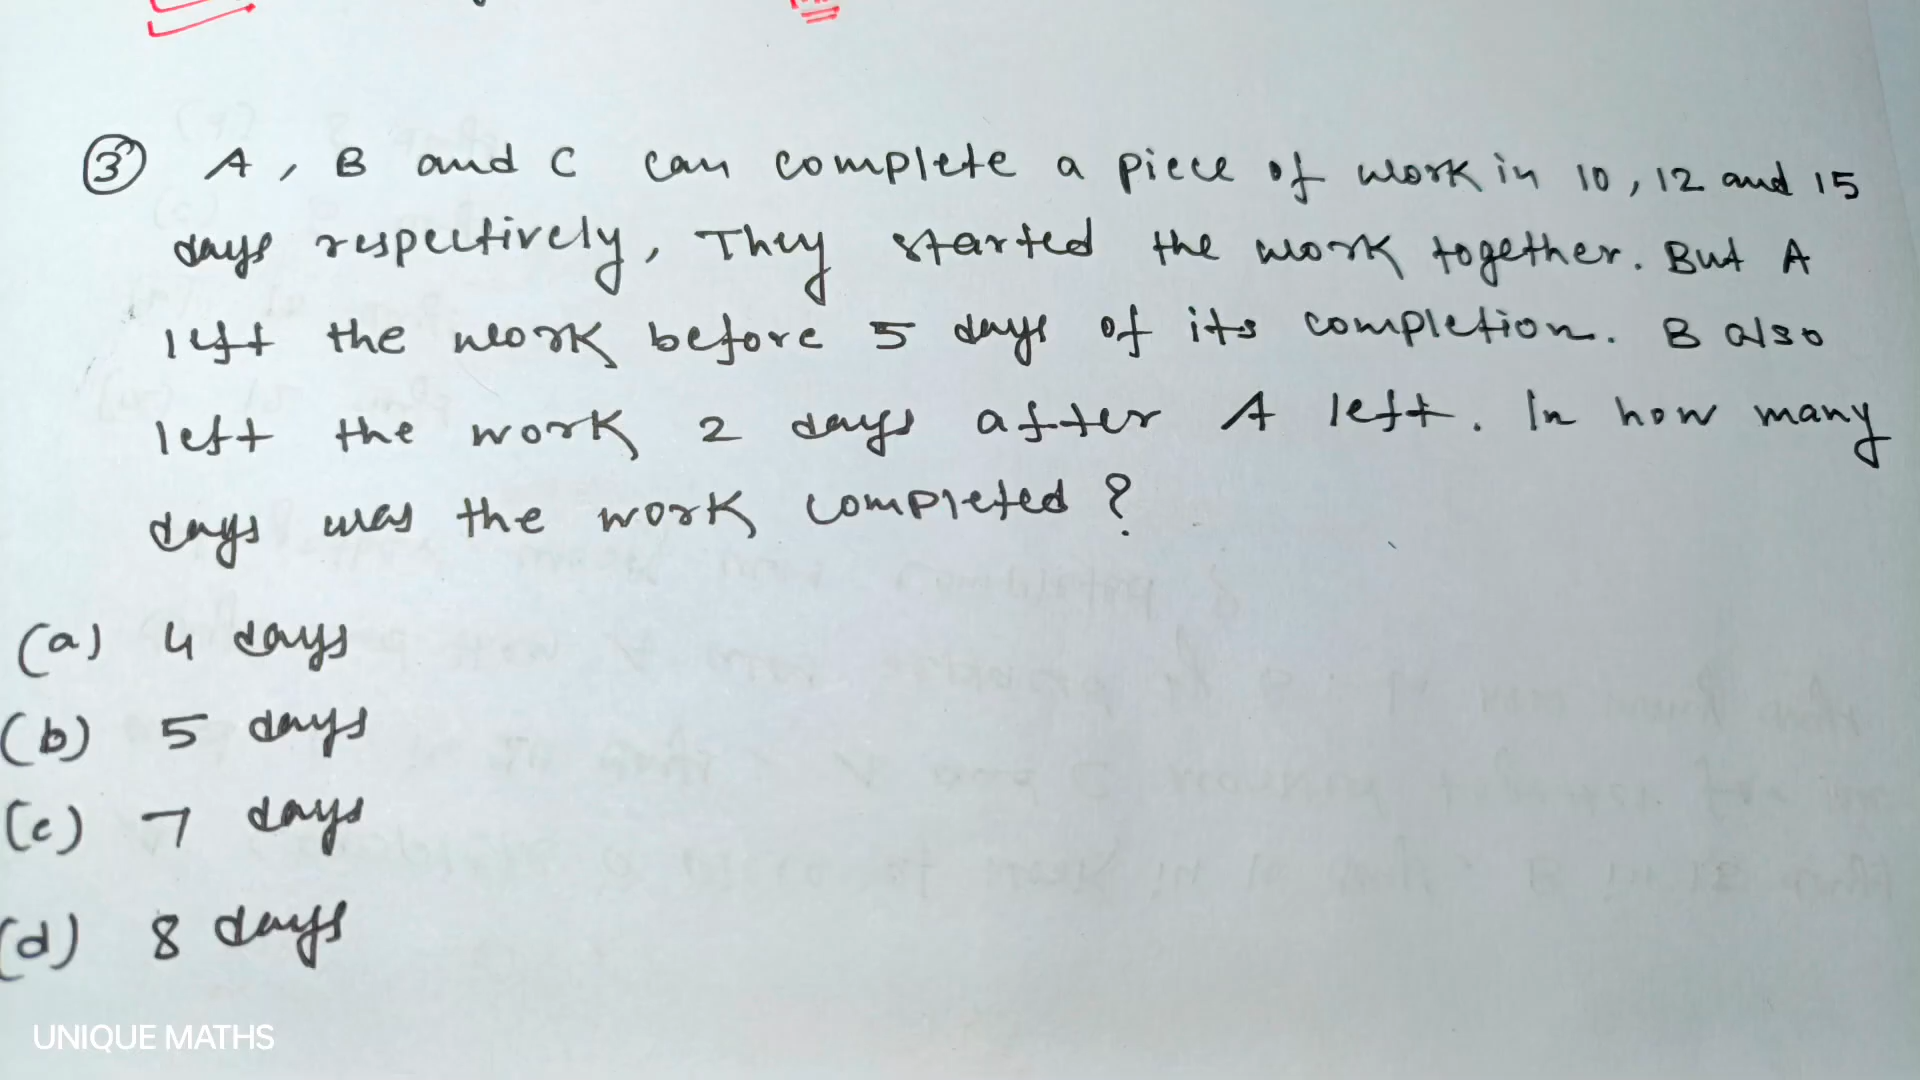 ③ A, B and C can complete a piece of work in 10, 12 and 15
days respectively, They started the work together. But A
left the work before 5 days of its completion. B also
left the work 2 days after A left. In how many
days was the work completed?
(a) 4 days
(b) 5 days
(c) 7 days
(d) 8 days
UNIQUE MATHS